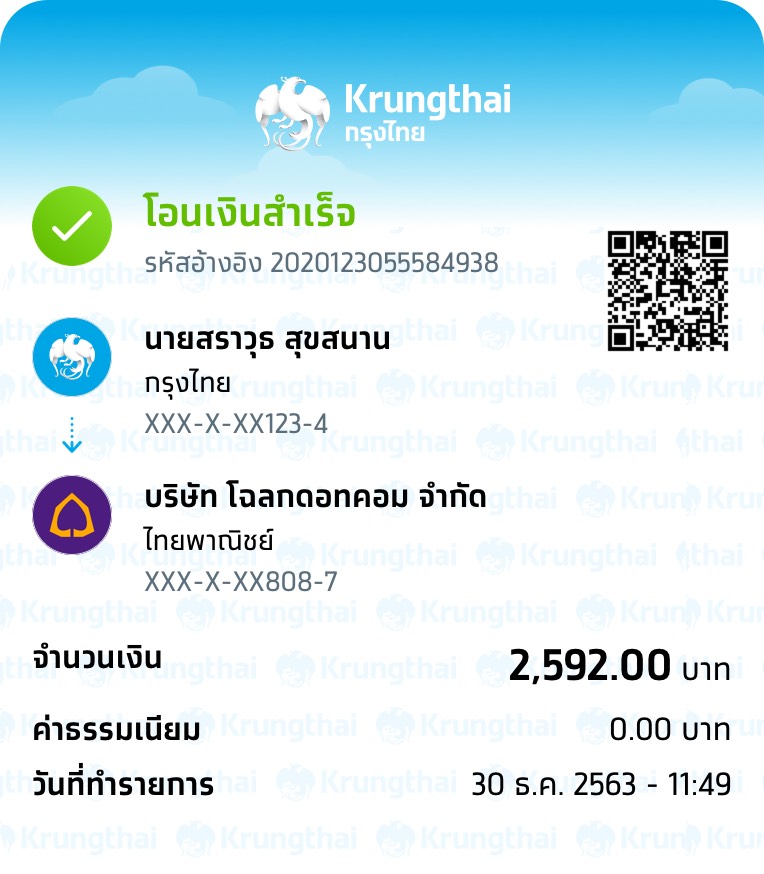 Krungthai
กรุงไทย
โอนเงินสำเร็จ
รหัสอ้างอิง 2020123055584938
นายสราวุธ สุขสนาน
กรุงไทย
XXX-X-XX123-4
บริษัท โฉลกดอทคอม จำกัด
ไทยพาณิชย์
XXX-X-XX808-7
จำนวนเงิน 2,592.00 บาท
ค่าธรรมเนียม 0.00 บาท
วันที่ทำรายการ 30 ธ.ค. 2563 - 11:49